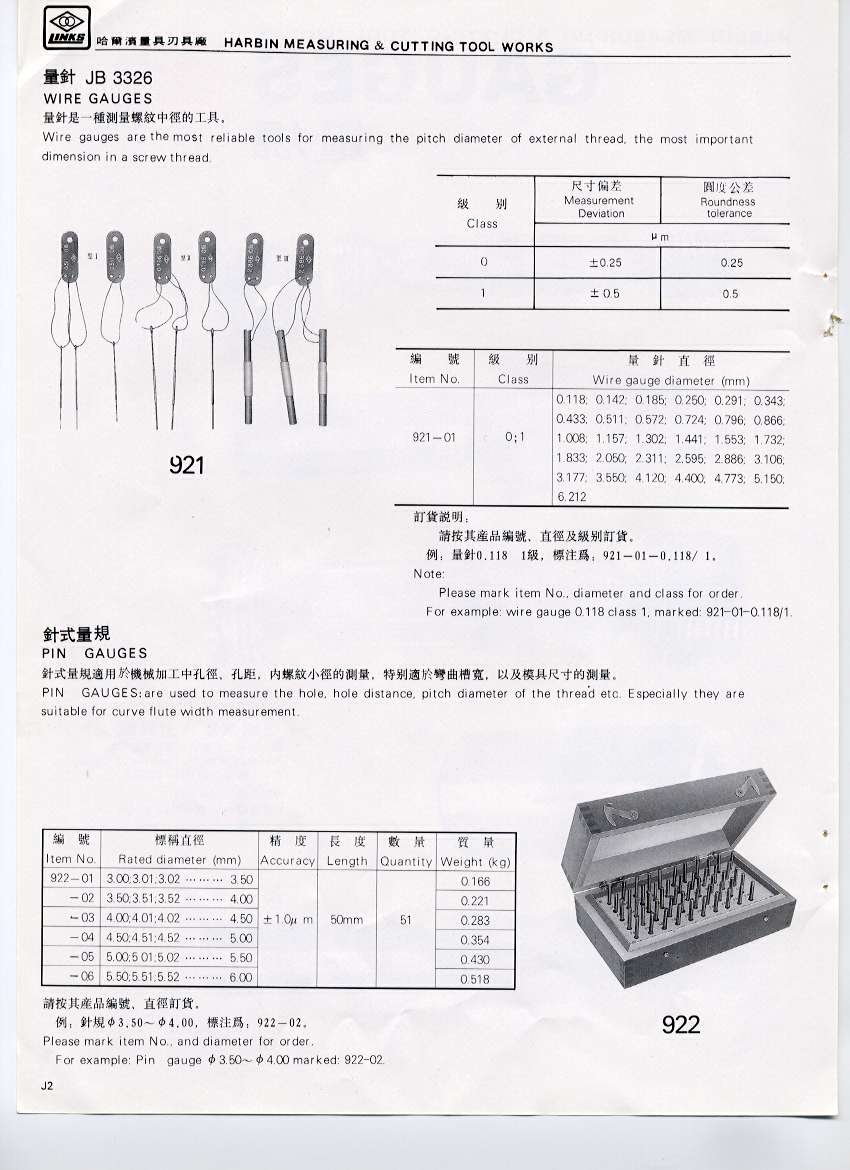 LINKS
哈爾濱量具刃具廠 HARBIN MEASURING & CUTTING TOOL WORKS
量針 JB 3326
WIRE GAUGES
量針是一種測量螺紋中徑的工具。
Wire gauges are the most reliable tools for measuring the pitch diameter of external thread, the most important
dimension in a screw thread.
級 别 尺寸偏差 圓度公差
Class Measurement Deviation Roundness tolerance
μm
0 ±0.25 0.25
1 ±0.5 0.5
型I 型II 型III
921
編 號 級 别 量 針 直 徑
Item No. Class Wire gauge diameter (mm)
921—01 0;1
0.118; 0.142; 0.185; 0.250; 0.291; 0.343;
0.433; 0.511; 0.572; 0.724; 0.796; 0.866;
1.008; 1.157; 1.302; 1.441; 1.553; 1.732;
1.833; 2.050; 2.311; 2.595; 2.886; 3.106;
3.177; 3.550; 4.120; 4.400; 4.773; 5.150;
6.212
訂貨説明：
請按其産品編號、直徑及級别訂貨。
例：量針0.118 1級，標注爲：921—01—0.118/ 1。
Note:
Please mark item No., diameter and class for order.
For example: wire gauge 0.118 class 1, marked: 921—01—0.118/1.
針式量規
PIN GAUGES
針式量規適用於機械加工中孔徑、孔距，内螺紋小徑的測量，特别適於彎曲槽寬，以及模具尺寸的測量。
PIN GAUGES: are used to measure the hole, hole distance, pitch diameter of the thread etc. Especially they are
suitable for curve flute width measurement.
編 號 標稱直徑 精 度 長 度 數 量 質 量
Item No. Rated diameter (mm) Accuracy Length Quantity Weight (kg)
922—01 3.00;3.01;3.02 ……… 3.50 0.166
—02 3.50;3.51;3.52 ……… 4.00 0.221
—03 4.00;4.01;4.02 ……… 4.50 ±1.0μ m 50mm 51 0.283
—04 4.50;4.51;4.52 ……… 5.00 0.354
—05 5.00;5.01;5.02 ……… 5.50 0.430
—06 5.50;5.51;5.52 ……… 6.00 0.518
922
請按其産品編號、直徑訂貨。
例：針規φ3.50～φ4.00，標注爲：922—02。
Please mark item No., and diameter for order.
For example: Pin gauge φ3.50～φ4.00 marked: 922-02.
J2